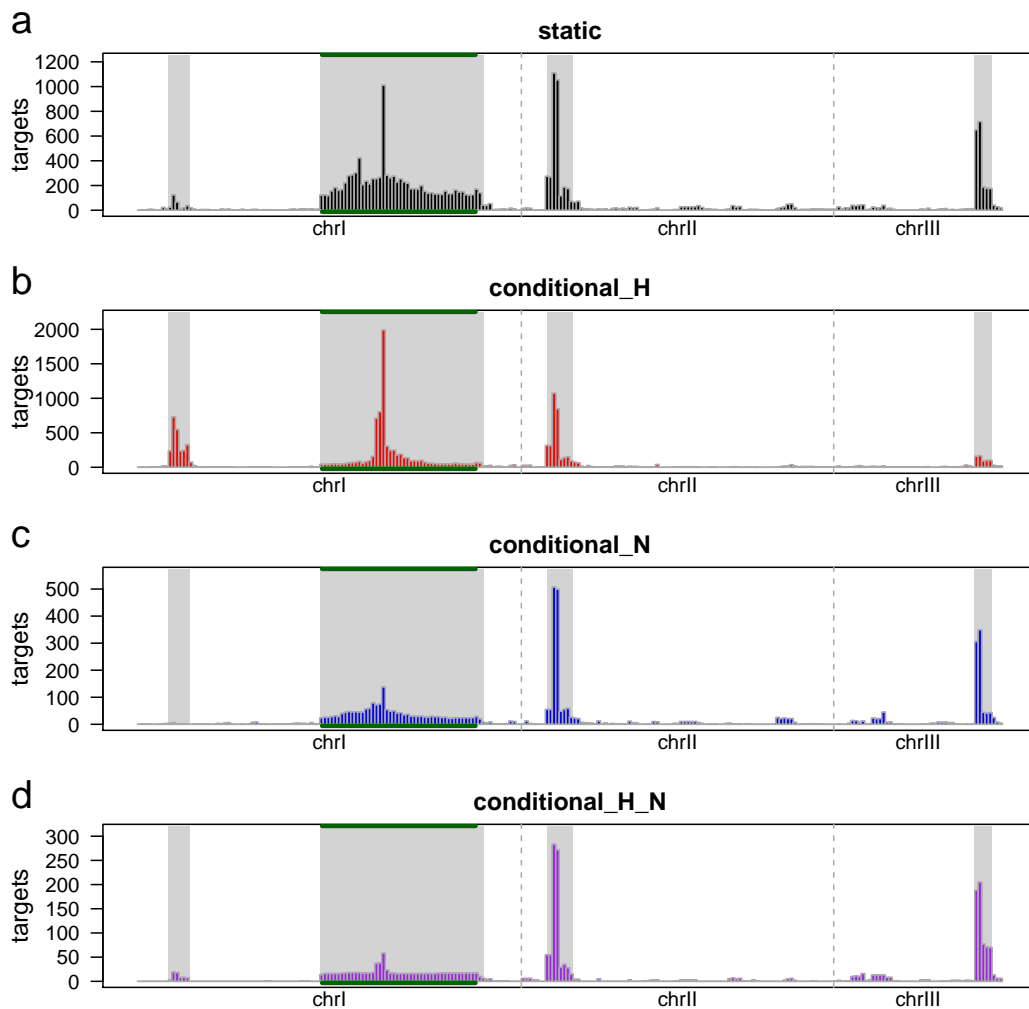 a
static
targets
1200
1000
800
600
400
200
0
chrI
chrII
chrIII
b
conditional_H
targets
2000
1500
1000
500
0
chrI
chrII
chrIII
c
conditional_N
targets
500
400
300
200
100
0
chrI
chrII
chrIII
d
conditional_H_N
targets
300
250
200
150
100
50
0
chrI
chrII
chrIII